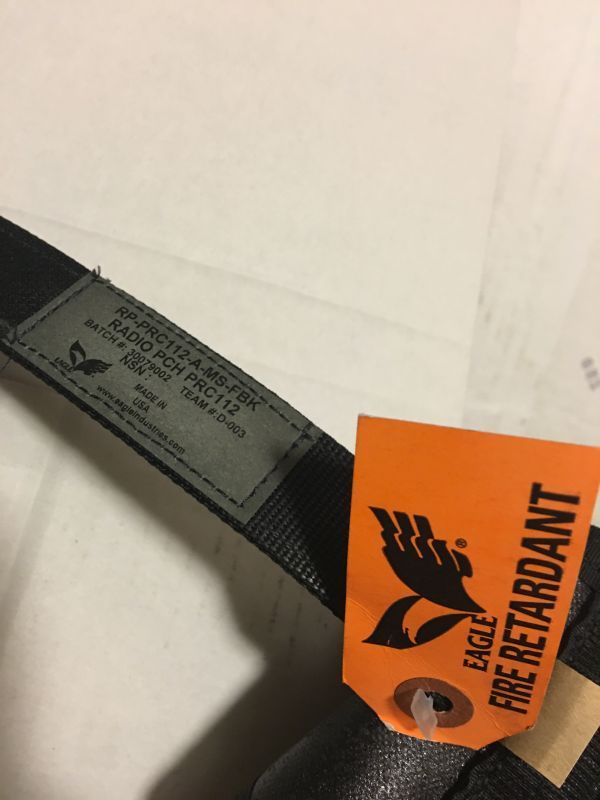 RP-PRC112-A-MS-FBK
RADIO PCH PRC112
BATCH #: 30079002 TEAM #:D-003
NSN :
MADE IN
USA
www.eagleindustries.com
EAGLE
®
EAGLE
FIRE RETARDANT